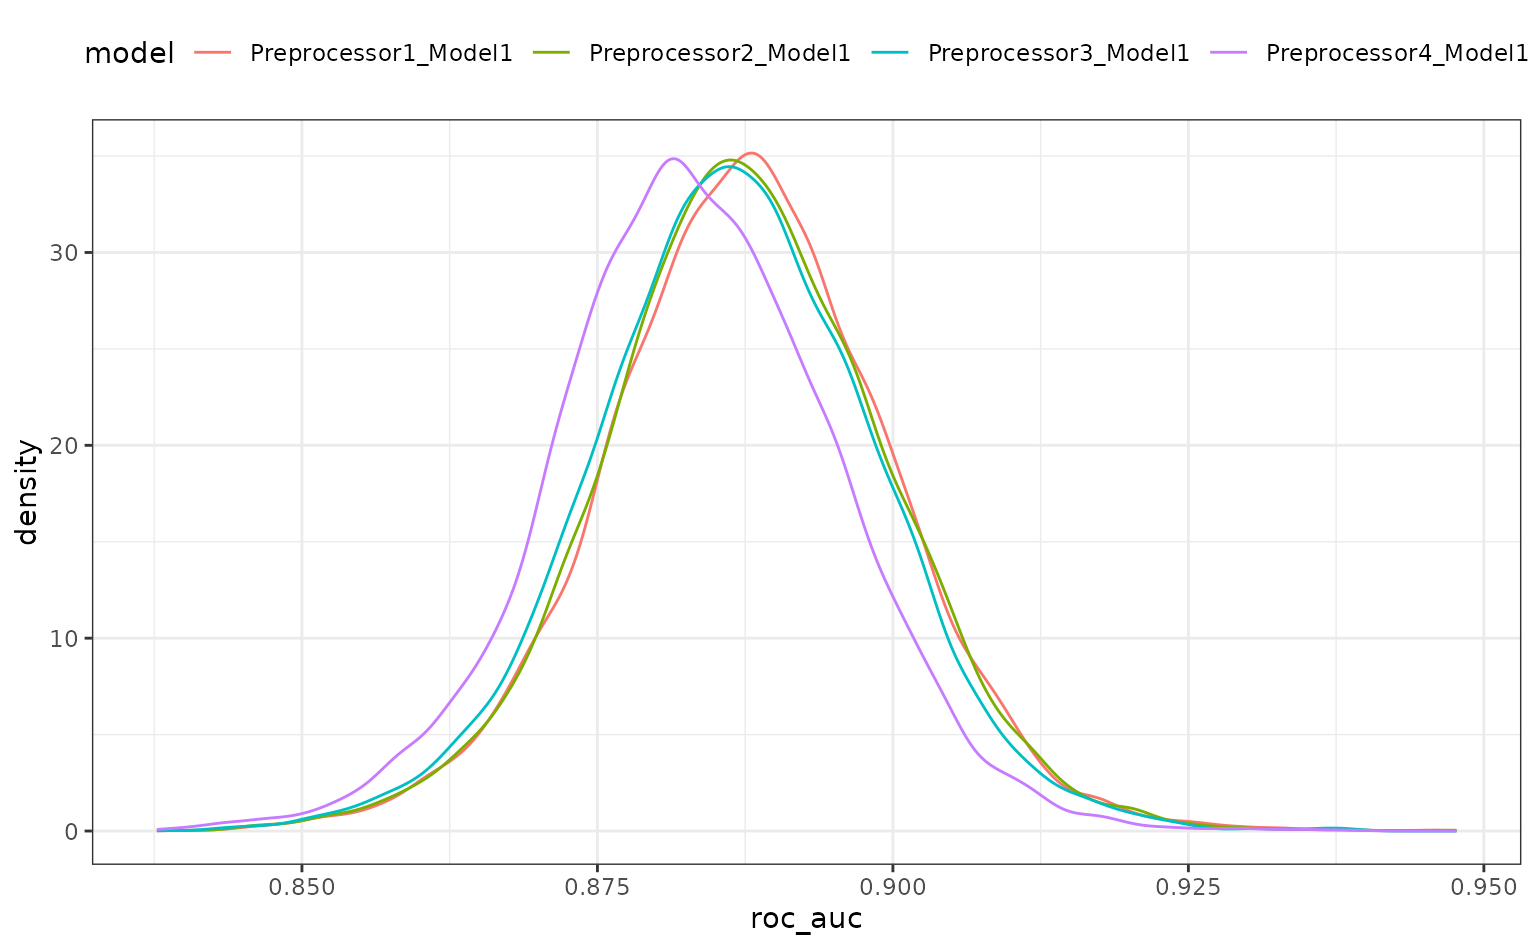 model Preprocessor1_Model1 Preprocessor2_Model1 Preprocessor3_Model1 Preprocessor4_Model1
30
20
10
0
density
0.850 0.875 0.900 0.925 0.950
roc_auc